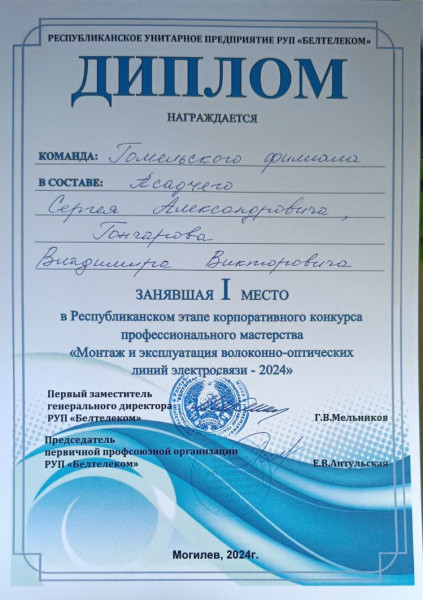 РЕСПУБЛИКАНСКОЕ УНИТАРНОЕ ПРЕДПРИЯТИЕ РУП «БЕЛТЕЛЕКОМ»
ДИПЛОМ
НАГРАЖДАЕТСЯ
КОМАНДА: Гомельского филиала
В СОСТАВЕ: Асадчего
Сергея Александровича,
Гончарова
Владимира Викторовича
ЗАНЯВШАЯ I МЕСТО
в Республиканском этапе корпоративного конкурса
профессионального мастерства
«Монтаж и эксплуатация волоконно-оптических
линий электросвязи - 2024»
Первый заместитель
генерального директора
РУП «Белтелеком» Г.В.Мельников
Председатель
первичной профсоюзной организации
РУП «Белтелеком» Е.В.Антульская
Могилев, 2024г.